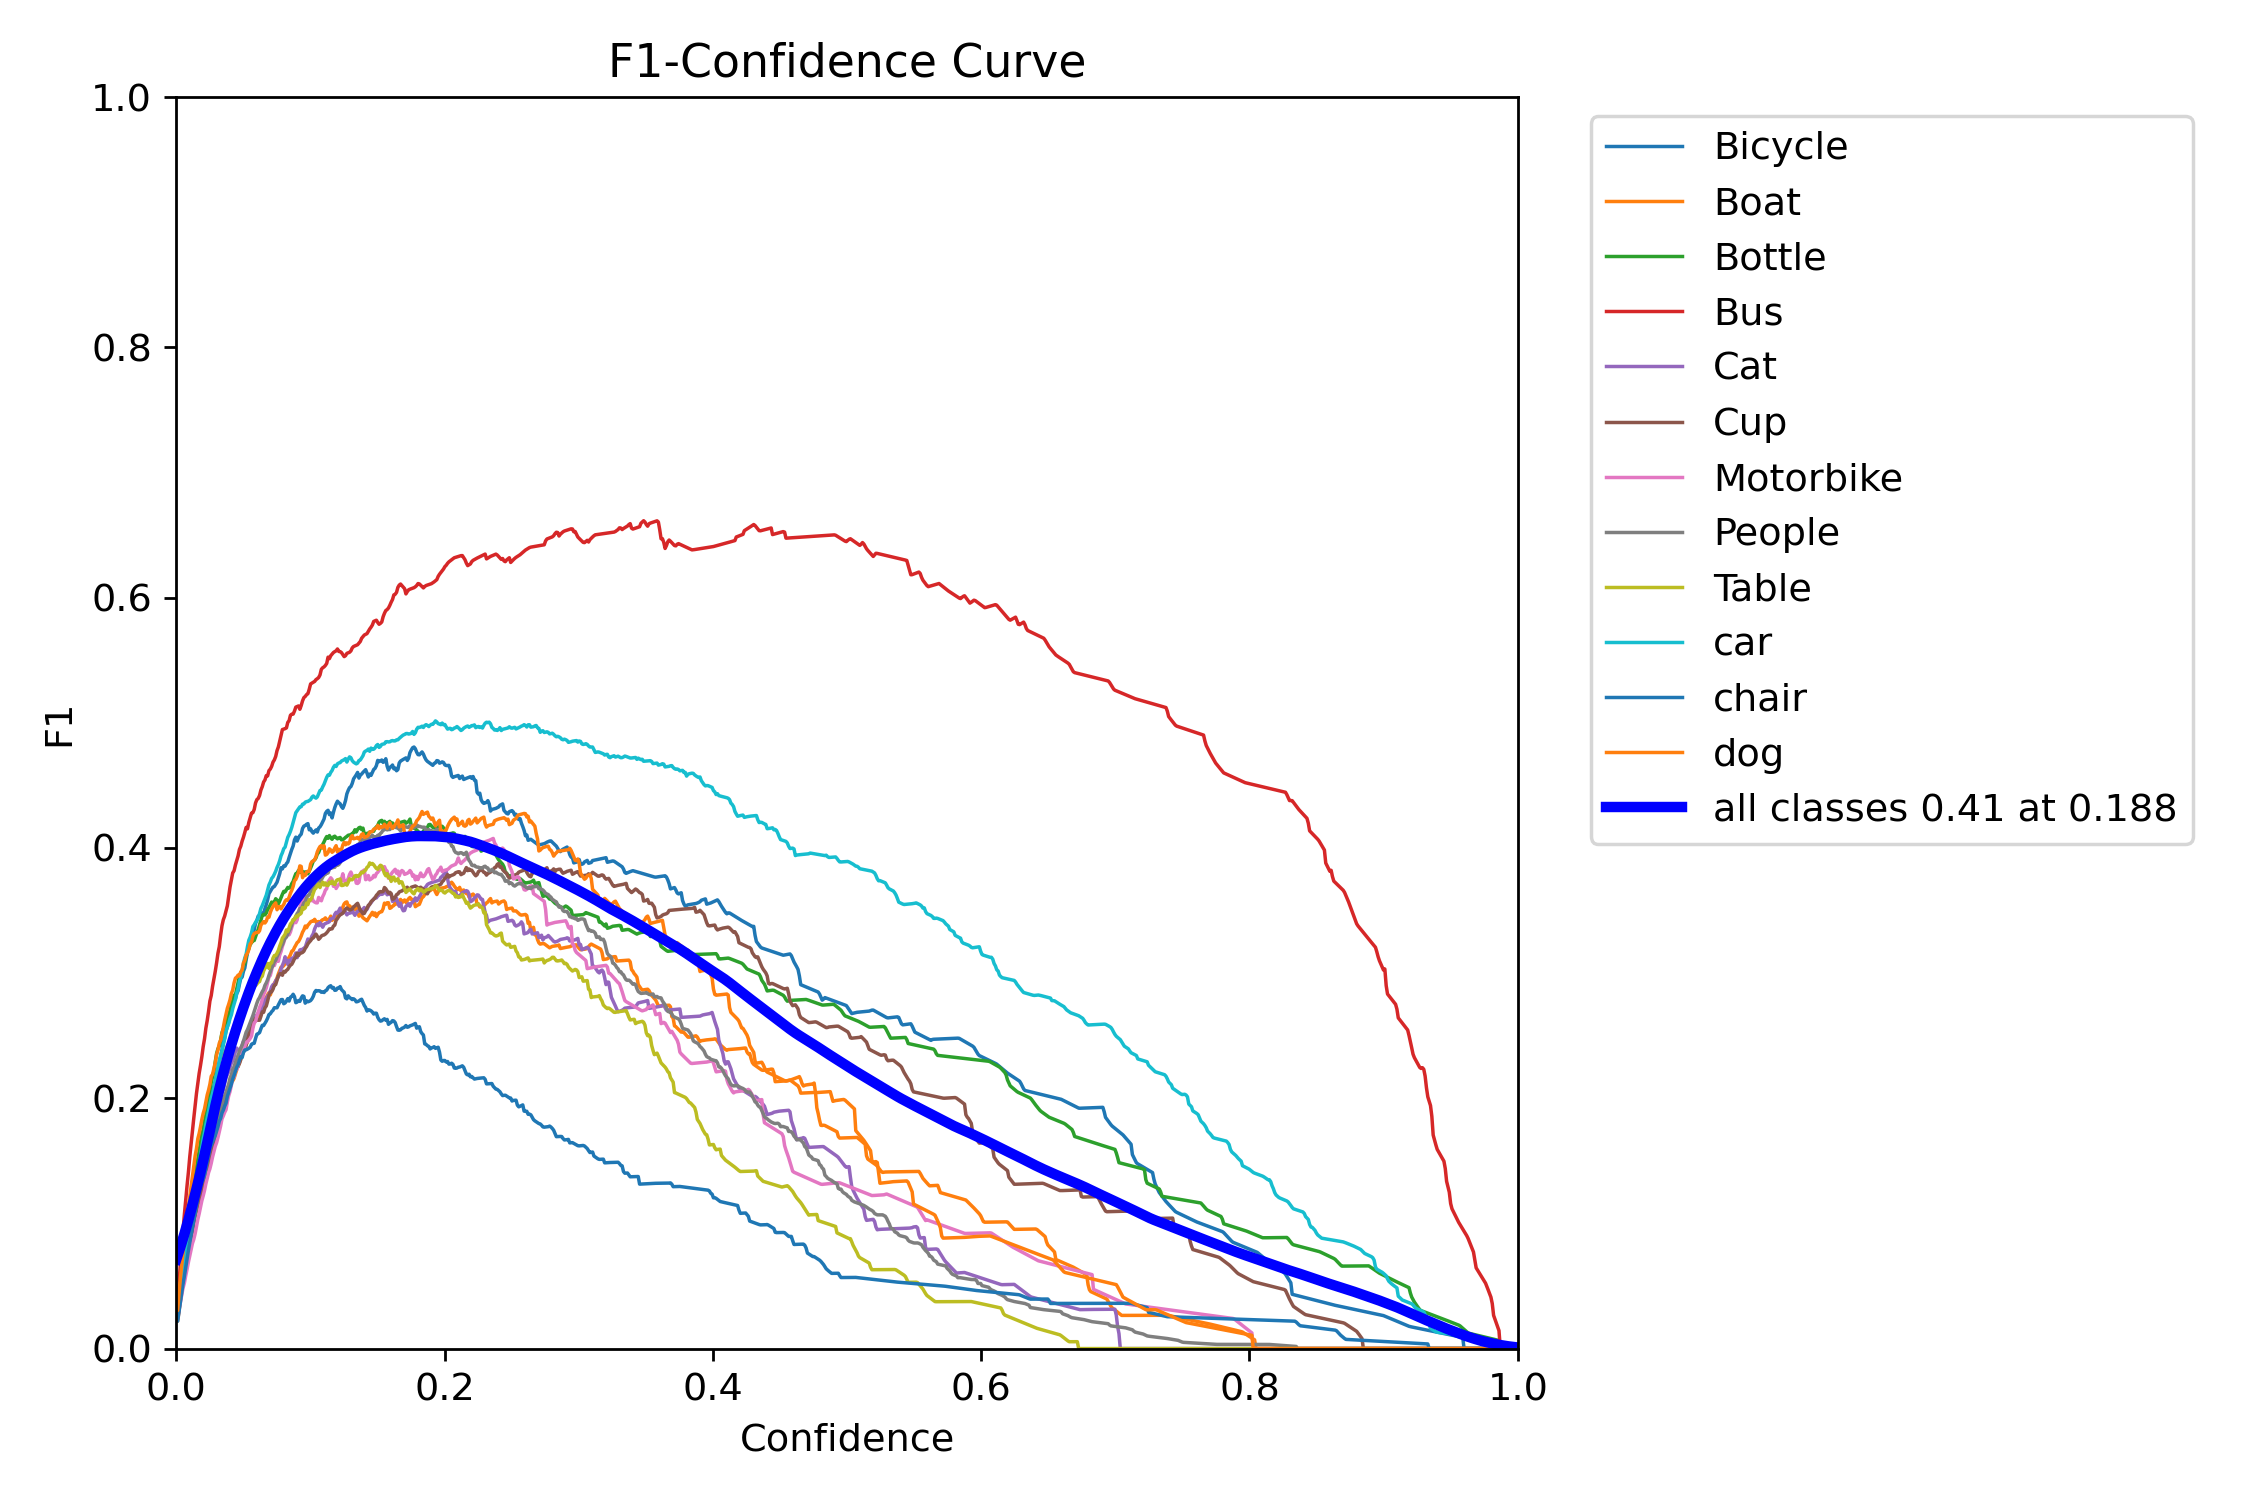 F1-Confidence Curve
1.0
0.8
0.6
0.4
0.2
0.0
F1
0.0 0.2 0.4 0.6 0.8 1.0
Confidence
Bicycle
Boat
Bottle
Bus
Cat
Cup
Motorbike
People
Table
car
chair
dog
all classes 0.41 at 0.188